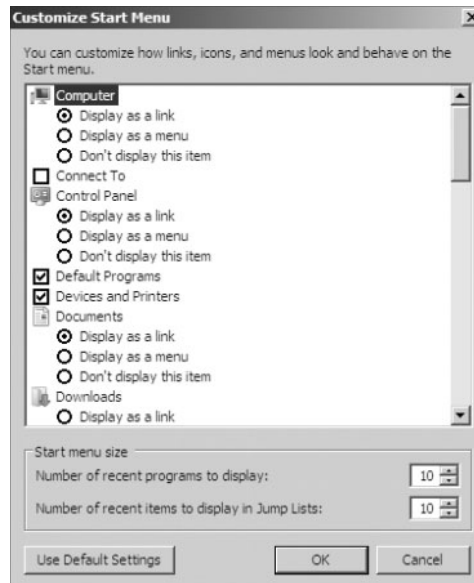 Customize Start Menu
You can customize how links, icons, and menus look and behave on the
Start menu.
Computer
Display as a link
Display as a menu
Don't display this item
Connect To
Control Panel
Display as a link
Display as a menu
Don't display this item
Default Programs
Devices and Printers
Documents
Display as a link
Display as a menu
Don't display this item
Downloads
Display as a link
Start menu size
Number of recent programs to display: 10
Number of recent items to display in Jump Lists: 10
Use Default Settings OK Cancel